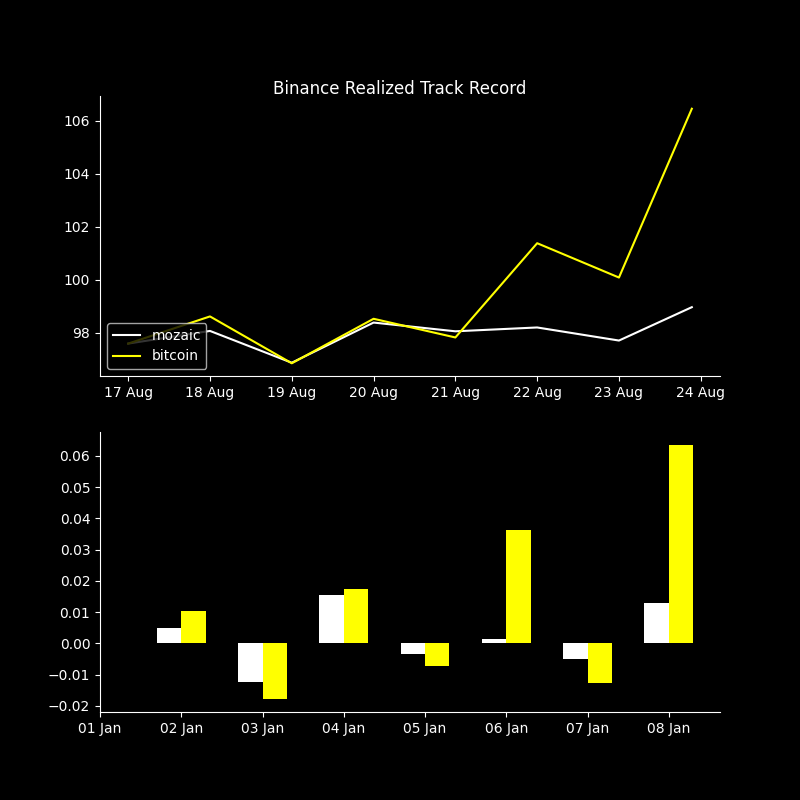 Binance Realized Track Record
106
104
102
100
98
mozaic
bitcoin
17 Aug 18 Aug 19 Aug 20 Aug 21 Aug 22 Aug 23 Aug 24 Aug
0.06
0.05
0.04
0.03
0.02
0.01
0.00
−0.01
−0.02
01 Jan 02 Jan 03 Jan 04 Jan 05 Jan 06 Jan 07 Jan 08 Jan